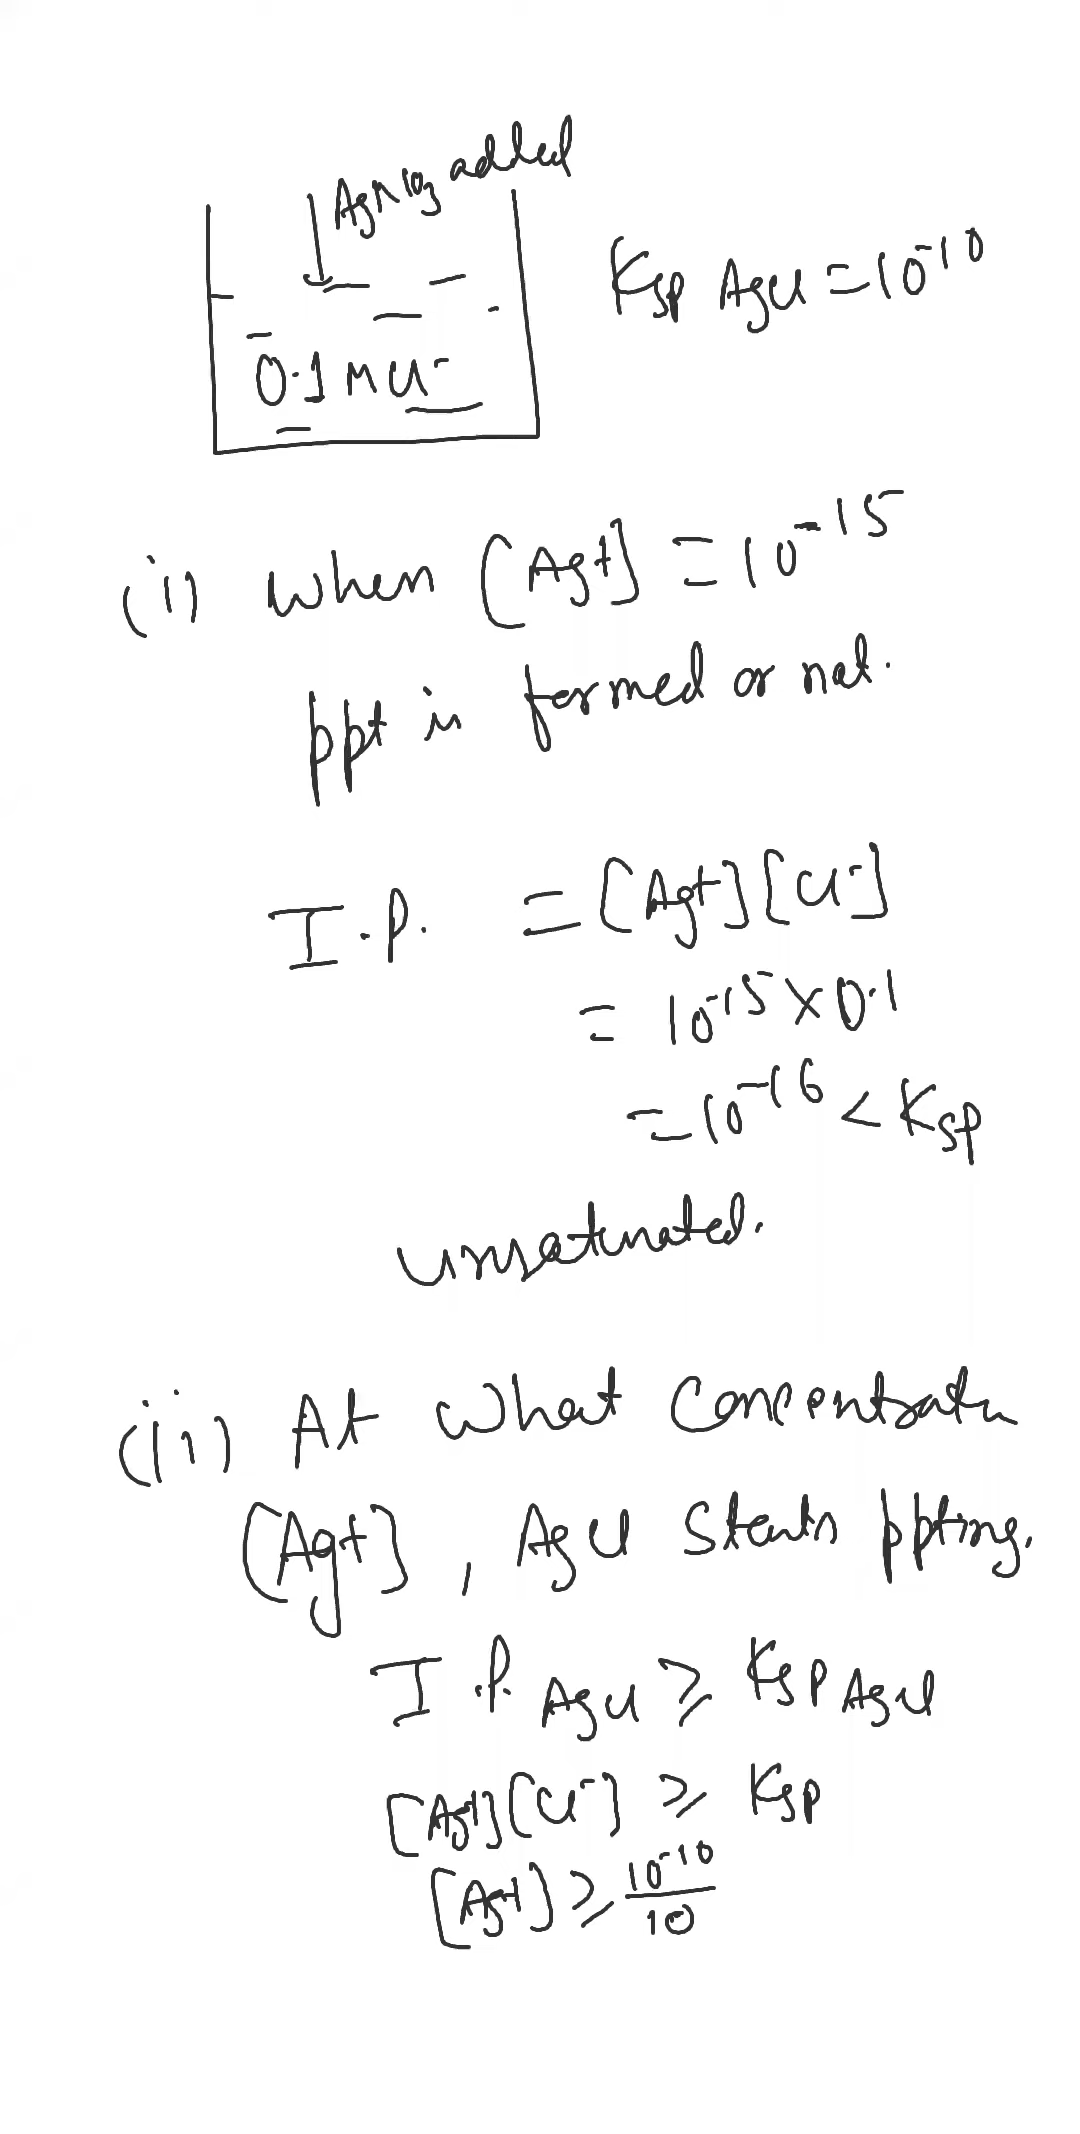 AgNO3 added
Ksp AgCl = 10^-10
0.1 M Cl-
(i) when [Ag+] = 10^-15
ppt is formed or not.
I.P. = [Ag+][Cl-]
= 10^-15 × 0.1
= 10^-16 < Ksp
unsaturated.
(ii) At what concentratn
[Ag+], AgCl starts ppting.
I.P. AgCl ≥ Ksp AgCl
[Ag+][Cl-] ≥ Ksp
[Ag+] ≥ 10^-10 / 10